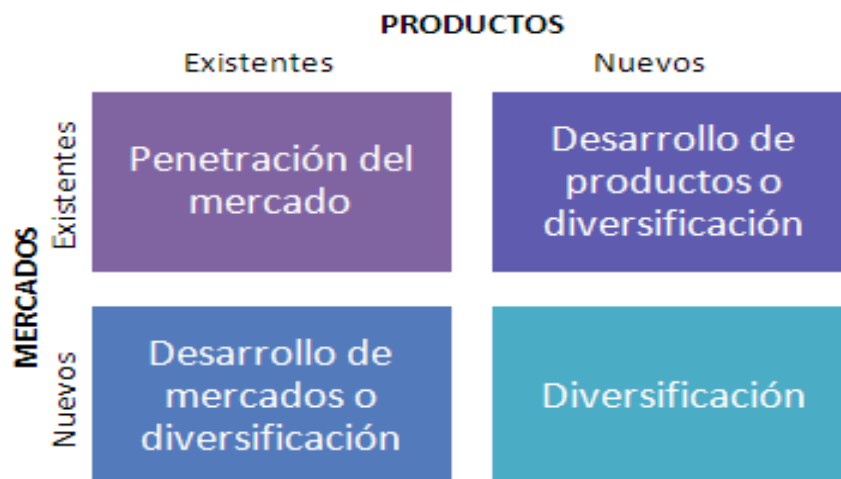 PRODUCTOS
Existentes
Nuevos
MERCADOS
Existentes
Penetración del
mercado
Desarrollo de
productos o
diversificación
Nuevos
Desarrollo de
mercados o
diversificación
Diversificación